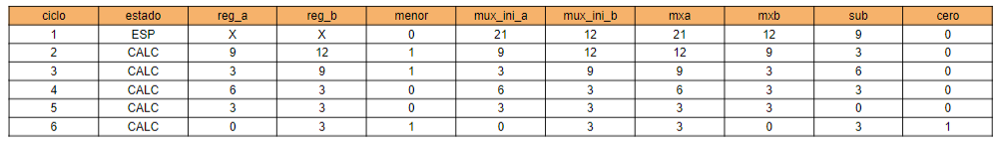 ciclo estado reg_a reg_b menor mux_ini_a mux_ini_b mxa mxb sub cero
1 ESP X X 0 21 12 21 12 9 0
2 CALC 9 12 1 9 12 12 9 3 0
3 CALC 3 9 1 3 9 9 3 6 0
4 CALC 6 3 0 6 3 6 3 3 0
5 CALC 3 3 0 3 3 3 3 0 0
6 CALC 0 3 1 0 3 3 0 3 1